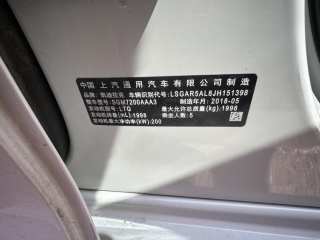 中国 上汽通用汽车有限公司制造
品牌: 凯迪拉克 车辆识别代号:LSGAR5AL8JH151398
整车型号:SGM7200AAA3 制造年月:2018-05
发动机型号:LTG 最大允许总质量(kg):1996
发动机排量(mL):1998 乘坐人数:5
发动机最大净功率(kW):200